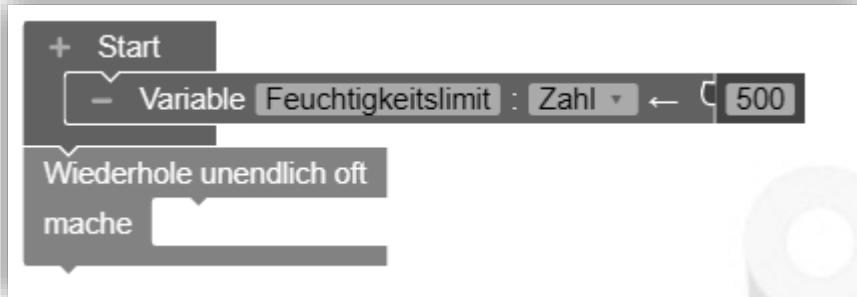 + Start
– Variable Feuchtigkeitslimit : Zahl ← 500
Wiederhole unendlich oft
mache